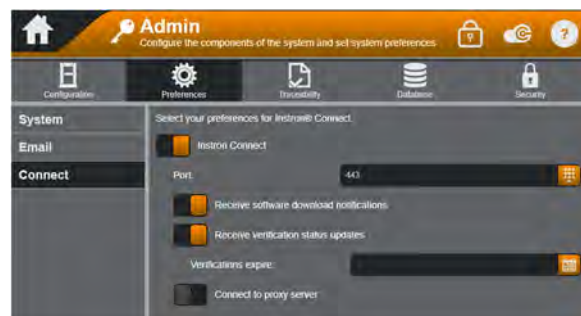 Admin
Configure the components of the system and set system preferences
Configuration
Preferences
Traceability
Database
Security
System
Email
Connect
Select your preferences for Instron® Connect.
Instron Connect
Port:
443
Receive software download notifications
Receive verification status updates
Verifications expire:
Connect to proxy server